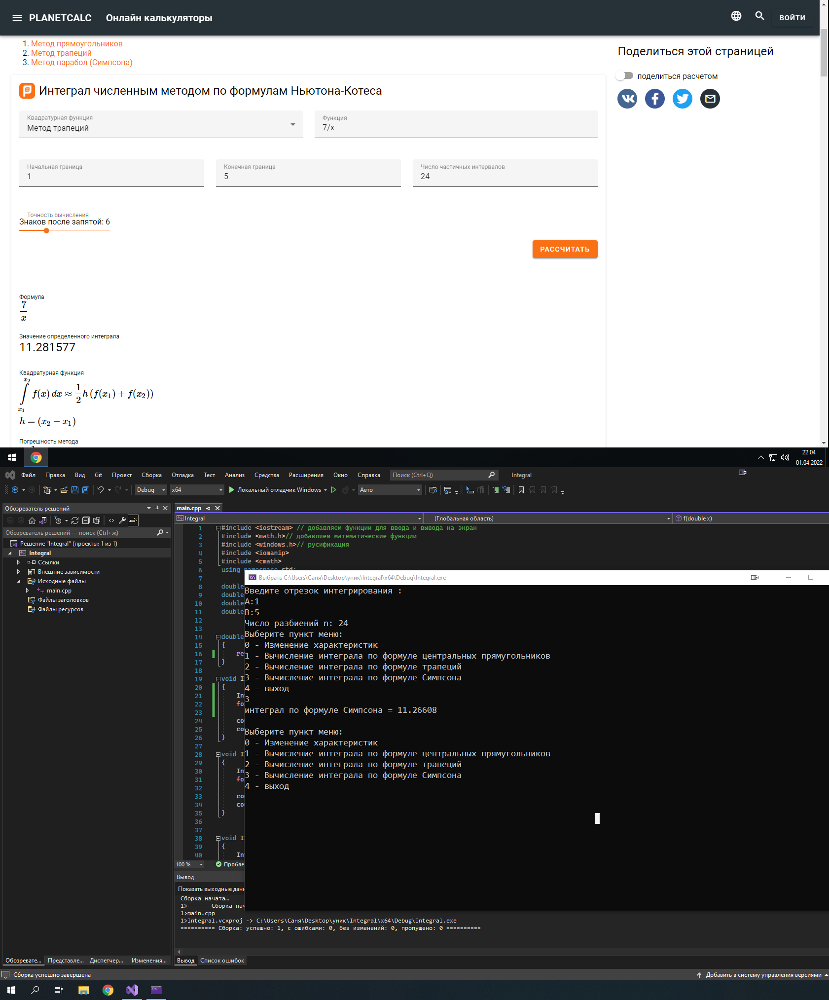 PLANETCALC Онлайн калькуляторы
ВОЙТИ
1. Метод прямоугольников
2. Метод трапеций
3. Метод парабол (Симпсона)
Поделиться этой страницей
поделиться расчетом
Интеграл численным методом по формулам Ньютона-Котеса
Квадратурная функция
Метод трапеций
Функция
7/x
Начальная граница
1
Конечная граница
5
Число частичных интервалов
24
Точность вычисления
Знаков после запятой: 6
РАССЧИТАТЬ
Формула
7
x
Значение определенного интеграла
11.281577
Квадратурная функция
∫ x₁ x₂ f(x) dx ≈ 1/2 h (f(x₁) + f(x₂))
h = (x₂ − x₁)
Погрешность метода
22:04
01.04.2022
Файл Правка Вид Git Проект Сборка Отладка Тест Анализ Средства Расширения Окно Справка Поиск (Ctrl+Q) Integral
Debug x64 Локальный отладчик Windows Авто
Обозреватель решений
Обозреватель решений — поиск (Ctrl+ж)
Решение "Integral" (проекты: 1 из 1)
Integral
Ссылки
Внешние зависимости
Исходные файлы
main.cpp
Файлы заголовков
Файлы ресурсов
main.cpp
Integral (Глобальная область) f(double x)
1 #include <iostream> // добавляем функции для ввода и вывода на экран
2 #include <math.h>// добавляем математические функции
3 #include <windows.h>// русификация
4 #include <iomanip>
5 #include <cmath>
6 using namespace std;
7
8 double
9 double
10 double
11 double
12
13
14 double
15 {
16 re
17 }
18
19 void I
20 {
21 In
22 fo
23
24 co
25 co
26 }
27
28 void I
29 {
30 In
31 fo
32
33 co
34 co
35 }
36
37
38 void I
39 {
40 In
Выбрать C:\Users\Саня\Desktop\уник\Integral\x64\Debug\Integral.exe
Введите отрезок интегрирования :
A:1
B:5
Число разбиений n: 24
Выберите пункт меню:
0 - Изменение характеристик
1 - Вычисление интеграла по формуле центральных прямугольников
2 - Вычисление интеграла по формуле трапеций
3 - Вычисление интеграла по формуле Симпсона
4 - выход
3
интеграл по формуле Симпсона = 11.26608
Выберите пункт меню:
0 - Изменение характеристик
1 - Вычисление интеграла по формуле центральных прямугольников
2 - Вычисление интеграла по формуле трапеций
3 - Вычисление интеграла по формуле Симпсона
4 - выход
100 % Пробле
Вывод
Показать выходные данн
Сборка начата…
1>------ Сборка нач
1>main.cpp
1>Integral.vcxproj -> C:\Users\Саня\Desktop\уник\Integral\x64\Debug\Integral.exe
========== Сборка: успешно: 1, с ошибками: 0, без изменений: 0, пропущено: 0 ==========
Обозревате... Представле... Диспетчер... Изменения... Вывод Список ошибок
Сборка успешно завершена
Добавить в систему управления версиями